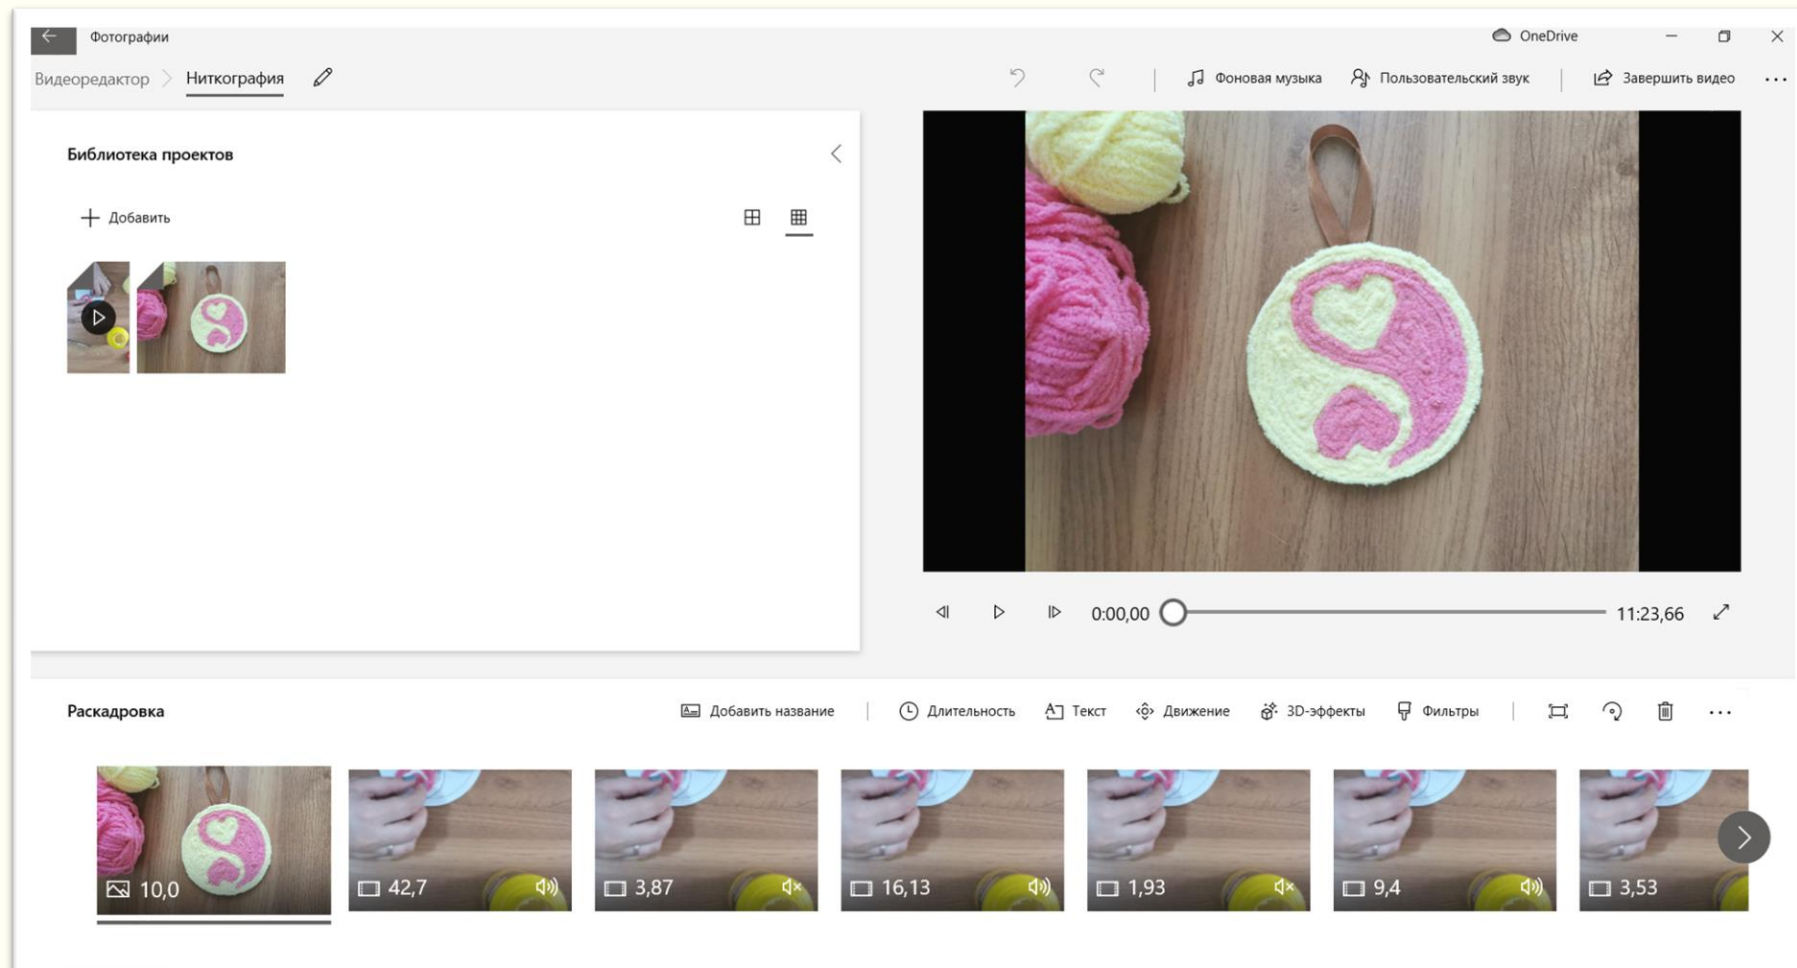 Фотографии
OneDrive
Видеоредактор
Ниткография
Фоновая музыка
Пользовательский звук
Завершить видео
Библиотека проектов
Добавить
0:00,00
11:23,66
Раскадровка
Добавить название
Длительность
Текст
Движение
3D-эффекты
Фильтры
10,0
42,7
3,87
16,13
1,93
9,4
3,53